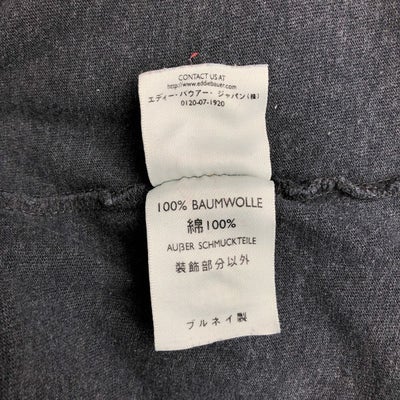 CONTACT US AT
http://www.eddiebauer.com
エディー・バウアー・ジャパン(株)
0120-07-1920
100% BAUMWOLLE
綿100%
AUßER SCHMUCKTEILE
装飾部分以外
ブルネイ製